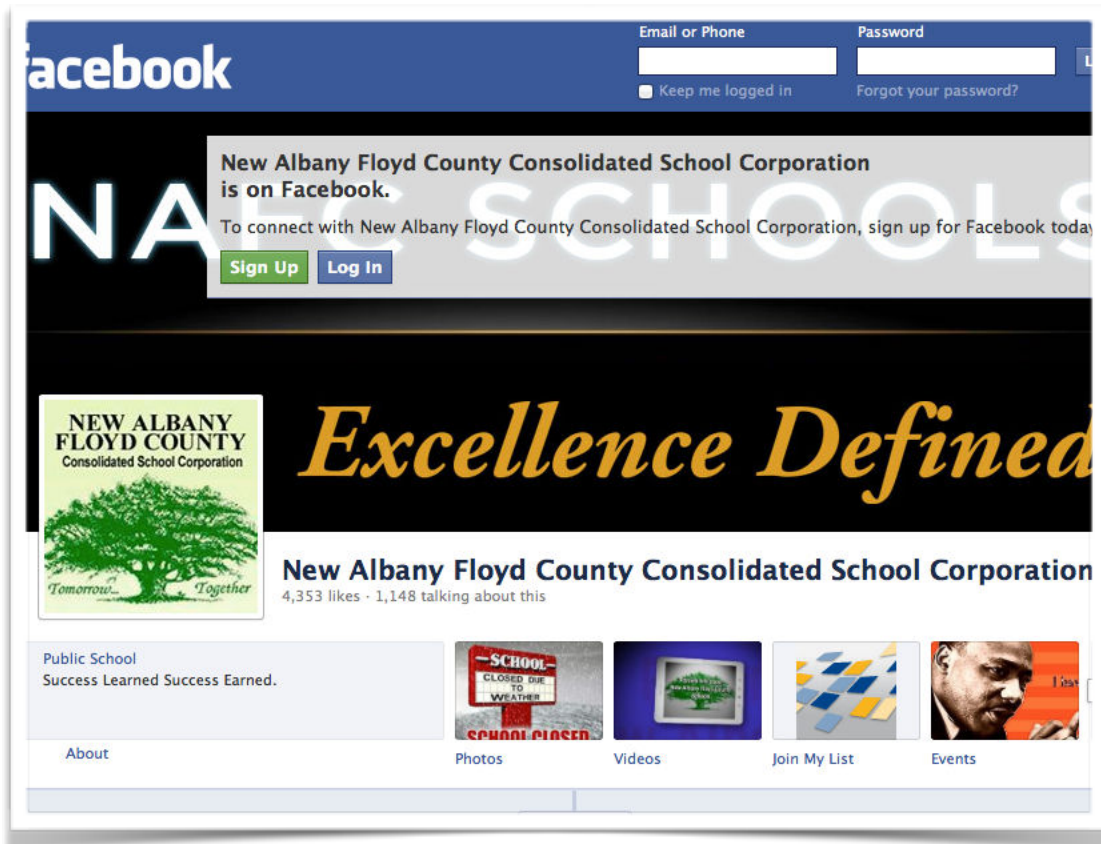 facebook
Email or Phone
Password
Keep me logged in
Forgot your password?
NAFC SCHOOLS
New Albany Floyd County Consolidated School Corporation
is on Facebook.
To connect with New Albany Floyd County Consolidated School Corporation, sign up for Facebook today
Sign Up
Log In
Excellence Defined
NEW ALBANY
FLOYD COUNTY
Consolidated School Corporation
Tomorrow...
Together
New Albany Floyd County Consolidated School Corporation
4,353 likes · 1,148 talking about this
Public School
Success Learned Success Earned.
About
SCHOOL
CLOSED DUE
TO
WEATHER
SCHOOL CLOSED
Photos
Videos
Join My List
Events